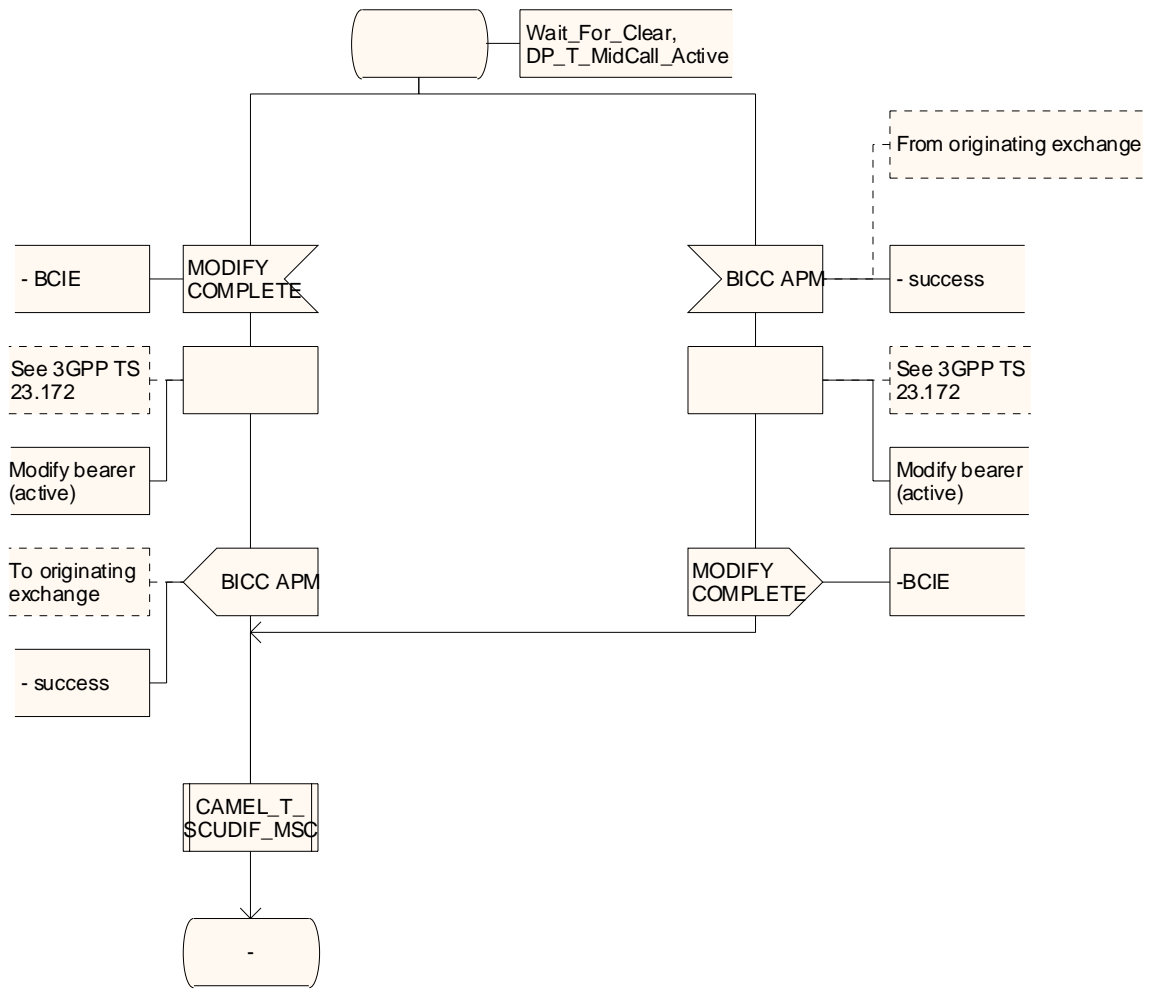 Wait_For_Clear,
DP_T_MidCall_Active
From originating exchange
- BCIE
MODIFY
COMPLETE
BICC APM
- success
See 3GPP TS
23.172
See 3GPP TS
23.172
Modify bearer
(active)
Modify bearer
(active)
To originating
exchange
BICC APM
MODIFY
COMPLETE
-BCIE
- success
CAMEL_T_
SCUDIF_MSC
-